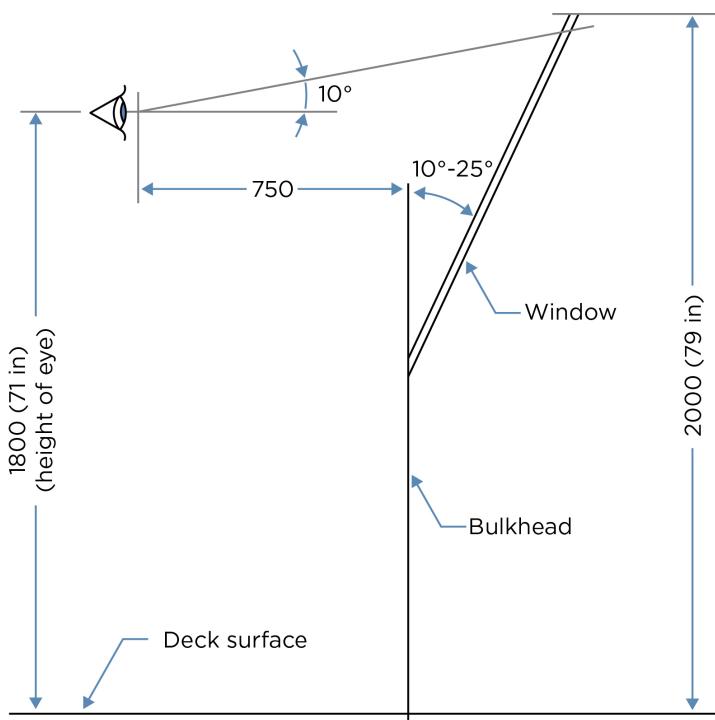 10°
10°-25°
750
Window
1800 (71 in)
(height of eye)
2000 (79 in)
Bulkhead
Deck surface